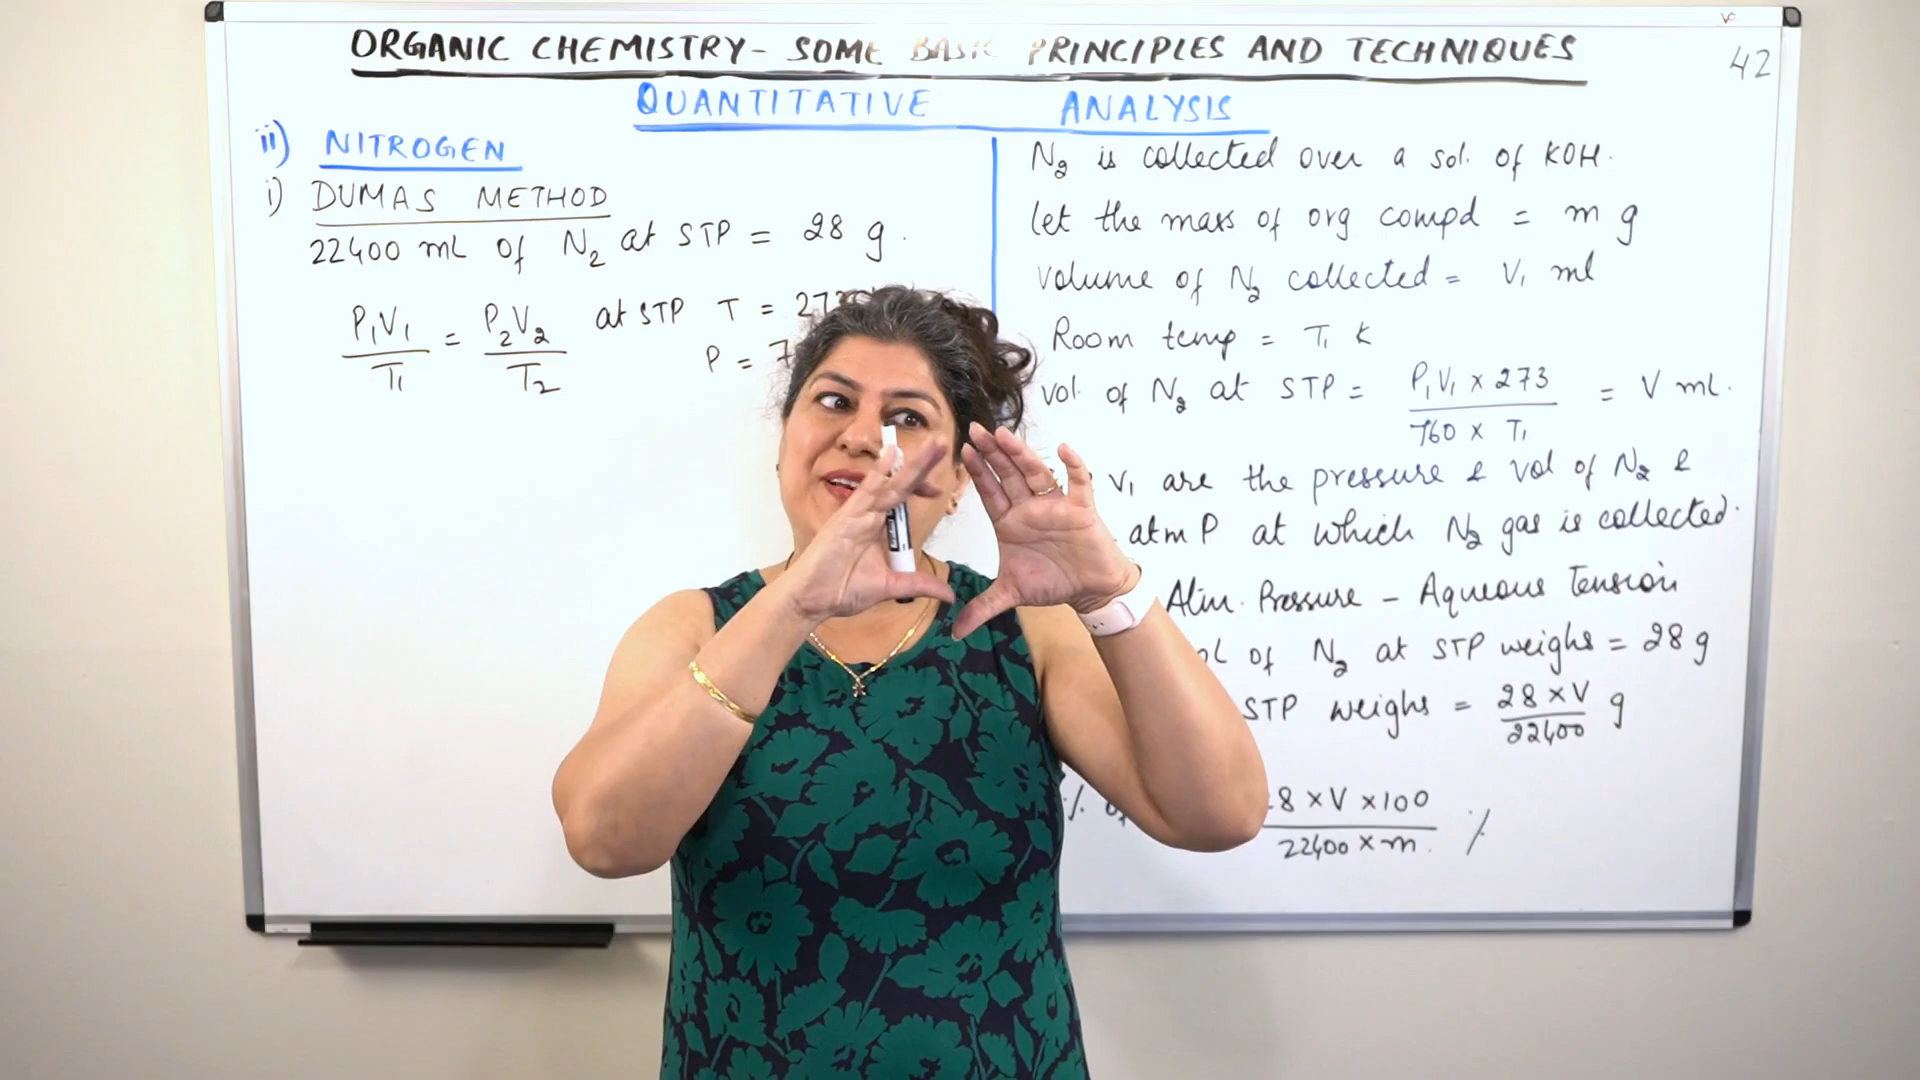 ORGANIC CHEMISTRY - SOME BASIC PRINCIPLES AND TECHNIQUES
42
QUANTITATIVE ANALYSIS
ii) NITROGEN
i) DUMAS METHOD
22400 mL of N2 at STP = 28 g.
P1V1/T1 = P2V2/T2 at STP T = 273
P = 7
N2 is collected over a sol. of KOH.
let the mass of org compd = m g
volume of N2 collected = V1 ml
Room temp = T1 K
vol. of N2 at STP = P1V1 x 273 / 760 x T1 = V mL.
V1 are the pressure & vol of N2 &
atm P at which N2 gas is collected.
Atm. Pressure - Aqueous Tension
of N2 at STP weighs = 28 g
STP weighs = 28 x V / 22400 g
% 8 x V x 100 / 22400 x m. %